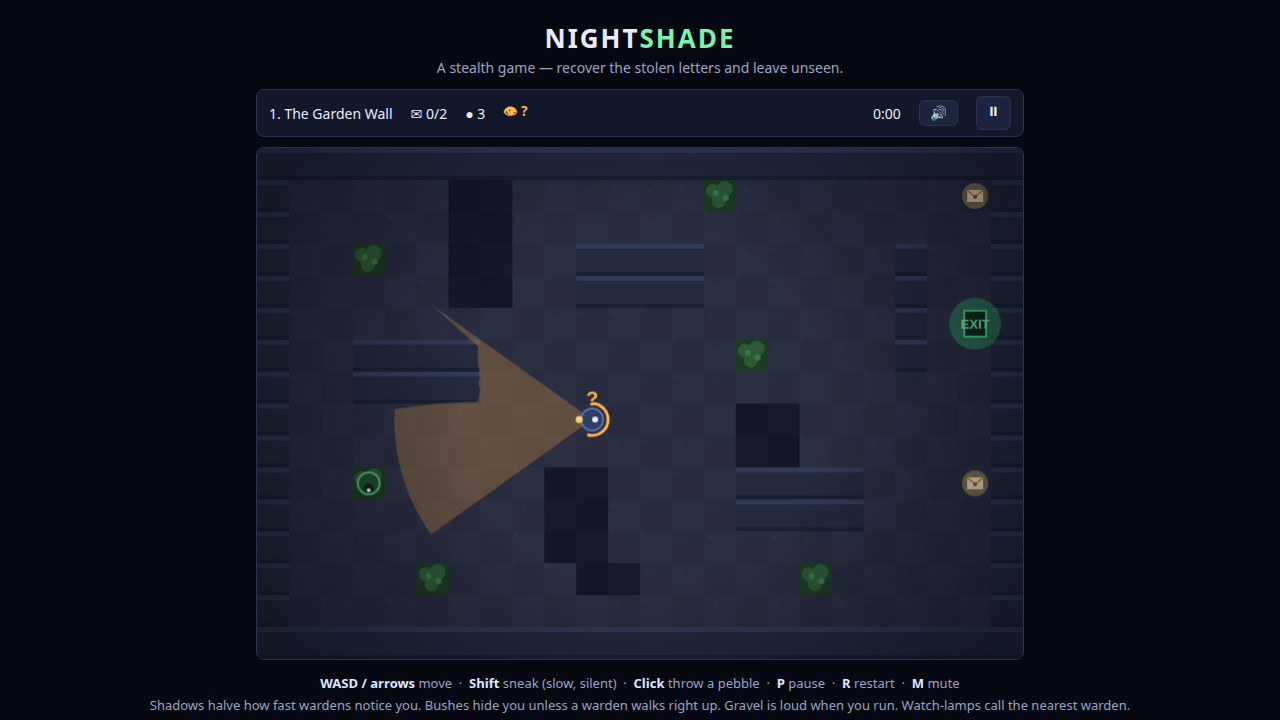 NIGHTSHADE
A stealth game — recover the stolen letters and leave unseen.
1. The Garden Wall ✉ 0/2 ● 3 👁 ? 0:00 🔊 ⏸
EXIT
?
WASD / arrows move · Shift sneak (slow, silent) · Click throw a pebble · P pause · R restart · M mute
Shadows halve how fast wardens notice you. Bushes hide you unless a warden walks right up. Gravel is loud when you run. Watch-lamps call the nearest warden.